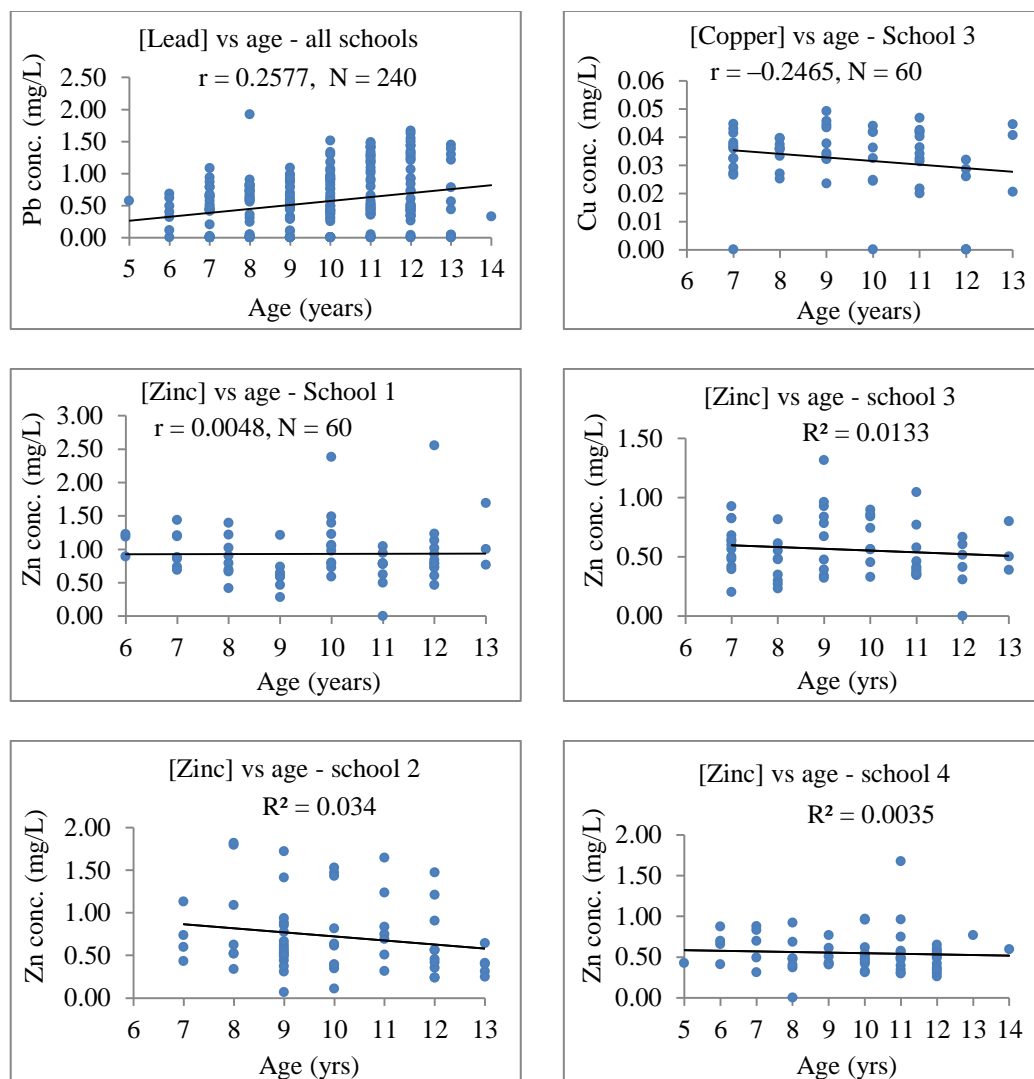 [Lead] vs age - all schools
r = 0.2577, N = 240
Pb conc. (mg/L)
2.50
2.00
1.50
1.00
0.50
0.00
5 6 7 8 9 10 11 12 13 14
Age (years)
[Copper] vs age - School 3
r = –0.2465, N = 60
Cu conc. (mg/L)
0.06
0.05
0.04
0.03
0.02
0.01
0.00
6 7 8 9 10 11 12 13
Age (years)
[Zinc] vs age - School 1
r = 0.0048, N = 60
Zn conc. (mg/L)
3.00
2.50
2.00
1.50
1.00
0.50
0.00
6 7 8 9 10 11 12 13
Age (years)
[Zinc] vs age - school 3
R² = 0.0133
Zn conc. (mg/L)
1.50
1.00
0.50
0.00
6 7 8 9 10 11 12 13
Age (yrs)
[Zinc] vs age - school 2
R² = 0.034
Zn conc. (mg/L)
2.00
1.50
1.00
0.50
0.00
6 7 8 9 10 11 12 13
Age (yrs)
[Zinc] vs age - school 4
R² = 0.0035
Zn conc. (mg/L)
2.00
1.50
1.00
0.50
0.00
5 6 7 8 9 10 11 12 13 14
Age (yrs)